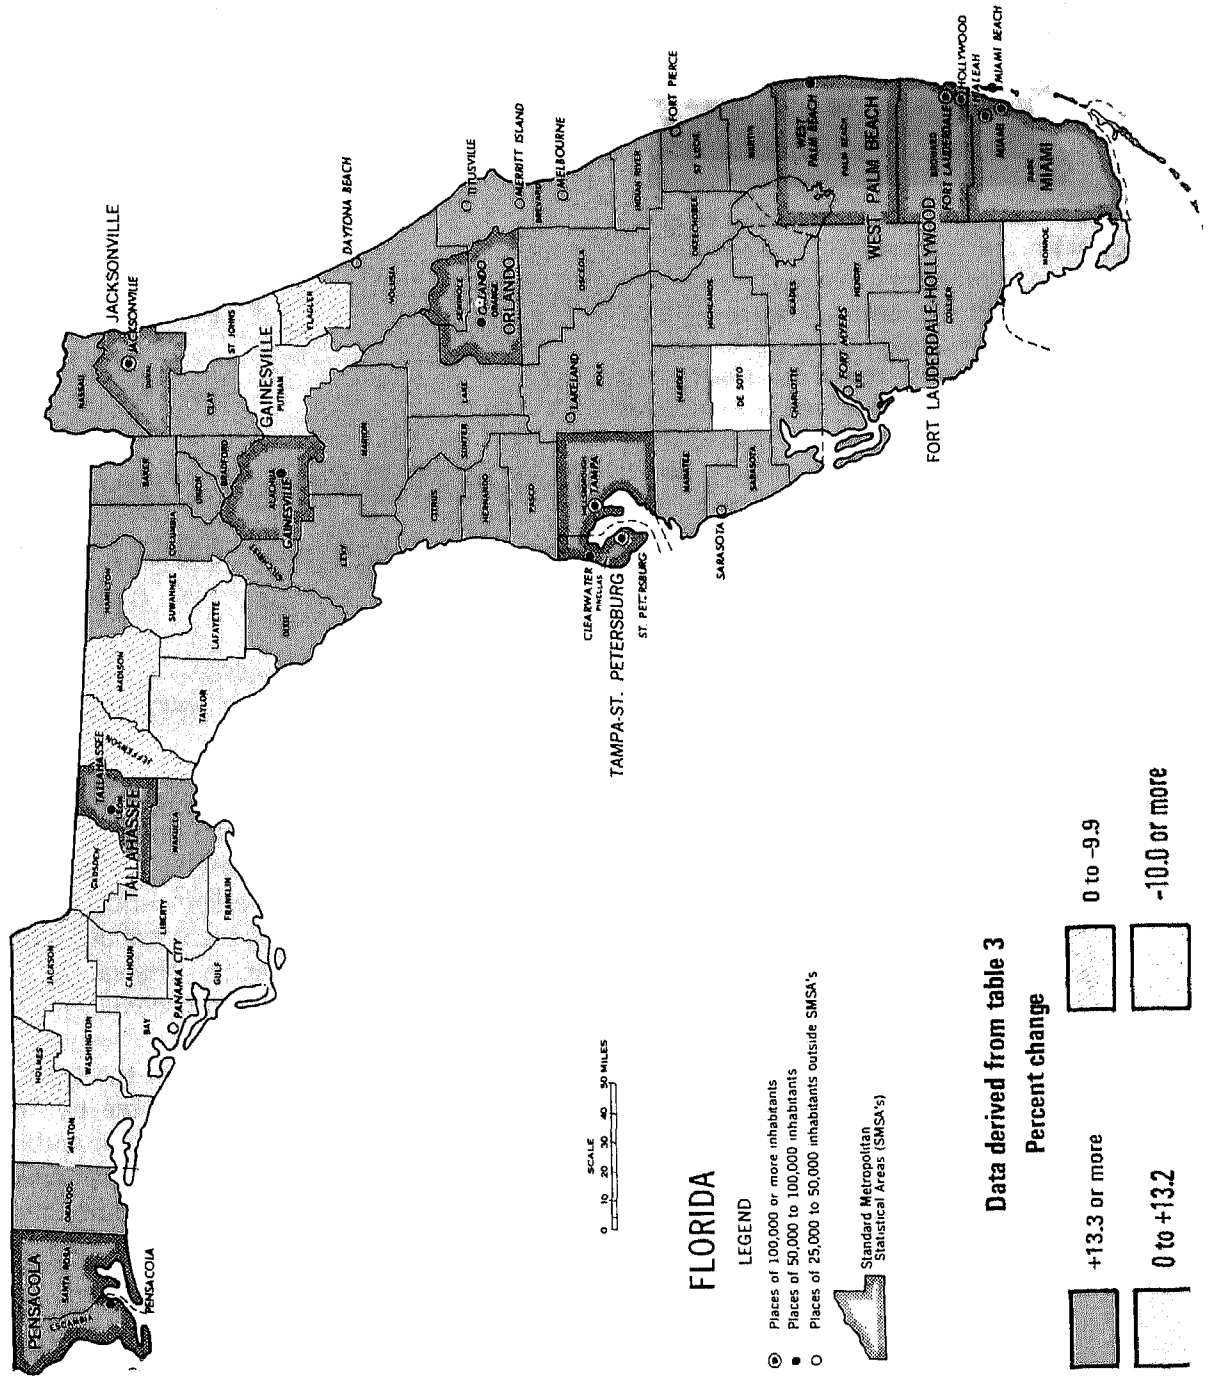 PENSACOLA
ESCAMBIA
SANTA ROSA
PENSACOLA
OKALOOSA
WALTON
HOLMES
WASHINGTON
BAY
JACKSON
CALHOUN
PANAMA CITY
GULF
LIBERTY
FRANKLIN
GADSDEN
TALLAHASSEE
LEON
TALLAHASSEE
WAKULLA
JEFFERSON
MADISON
TAYLOR
HAMILTON
SUWANNEE
LAFAYETTE
DIXIE
COLUMBIA
BAKER
UNION
BRADFORD
GILCHRIST
ALACHUA
GAINESVILLE
LEVY
NASSAU
JACKSONVILLE
JACKSONVILLE
DUVAL
CLAY
ST. JOHNS
GAINESVILLE
PUTNAM
FLAGLER
MARION
DAYTONA BEACH
VOLUSIA
CITRUS
SUMTER
LAKE
HERNANDO
PASCO
SEMINOLE
ORLANDO
ORANGE
ORLANDO
TITUSVILLE
MERRITT ISLAND
BREVARD
MELBOURNE
OSCEOLA
LAKELAND
POLK
HILLSBOROUGH
TAMPA
CLEARWATER
PINELLAS
ST. PETERSBURG
TAMPA-ST. PETERSBURG
INDIAN RIVER
FORT PIERCE
ST LUCIE
OKEECHOBEE
HIGHLANDS
HARDEE
MANATEE
SARASOTA
SARASOTA
DE SOTO
MARTIN
GLADES
CHARLOTTE
WEST
PALM BEACH
PALM BEACH
WEST PALM BEACH
HENDRY
FORT MYERS
LEE
COLLIER
BROWARD
FORT LAUDERDALE
HOLLYWOOD
HIALEAH
MIAMI BEACH
MIAMI
DADE
MIAMI
FORT LAUDERDALE-HOLLYWOOD
MONROE
SCALE
0 10 20 30 40 50 MILES
FLORIDA
LEGEND
Places of 100,000 or more inhabitants
Places of 50,000 to 100,000 inhabitants
Places of 25,000 to 50,000 inhabitants outside SMSA's
Standard Metropolitan
Statistical Areas (SMSA's)
Data derived from table 3
Percent change
+13.3 or more
0 to -9.9
0 to +13.2
-10.0 or more